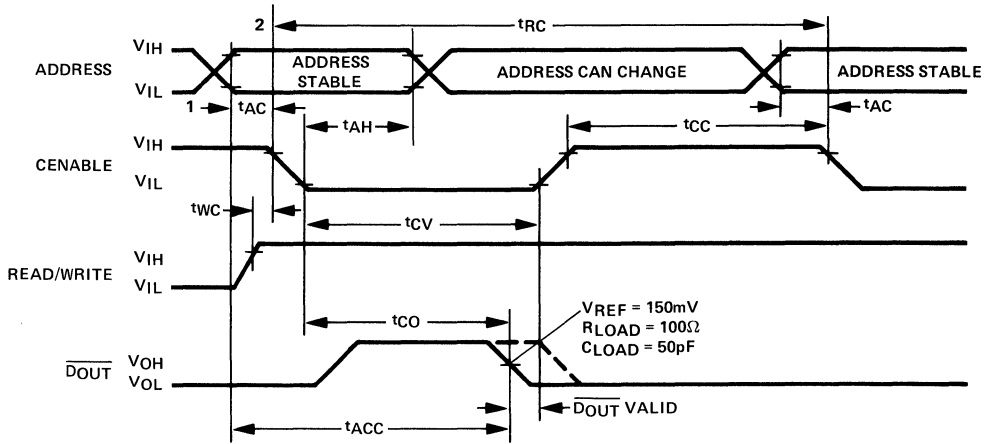 2
tRC
ADDRESS
VIH
VIL
ADDRESS
STABLE
ADDRESS CAN CHANGE
ADDRESS STABLE
1
tAC
tAH
tCC
tAC
CENABLE
VIH
VIL
tWC
tCV
READ/WRITE
VIH
VIL
tCO
VREF = 150mV
RLOAD = 100Ω
CLOAD = 50pF
DOUT
VOH
VOL
DOUT VALID
tACC